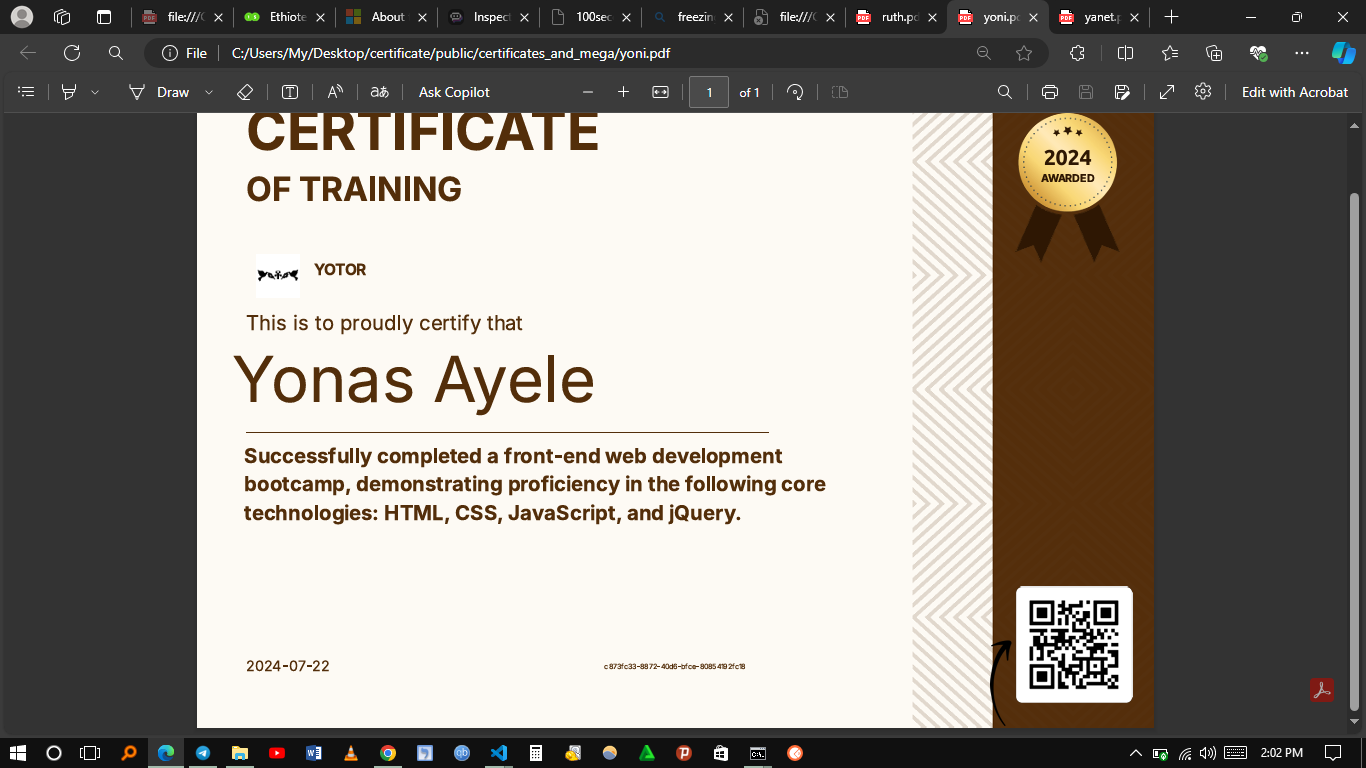 file:///C
Ethiote
About
Inspect
100sec
freezin
file:///C
ruth.pd
yoni.pd
yanet.p
File
C:/Users/My/Desktop/certificate/public/certificates_and_mega/yoni.pdf
Draw
Ask Copilot
1
of 1
Edit with Acrobat
CERTIFICATE
OF TRAINING
2024
AWARDED
YOTOR
This is to proudly certify that
Yonas Ayele
Successfully completed a front-end web development
bootcamp, demonstrating proficiency in the following core
technologies: HTML, CSS, JavaScript, and jQuery.
2024-07-22
c873fc33-8872-40d6-bfce-80854192fc18
2:02 PM